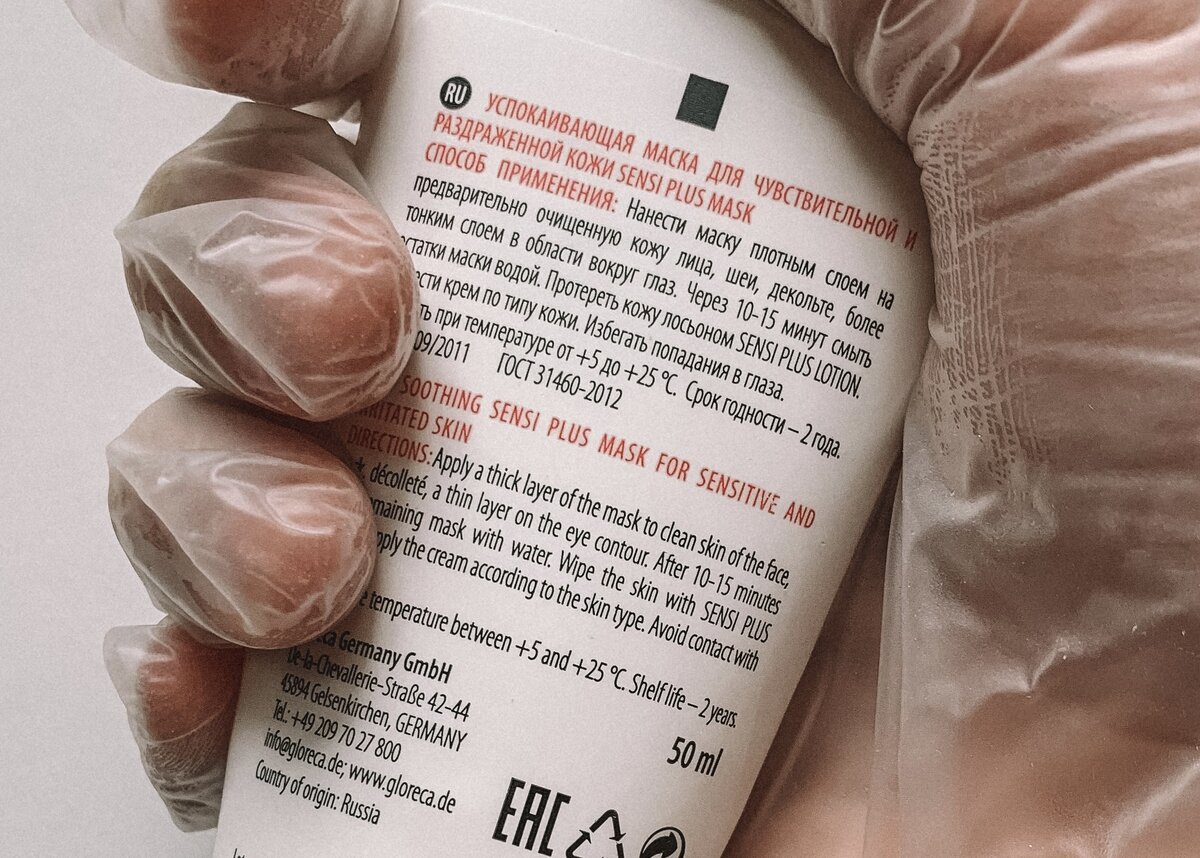 RU УСПОКАИВАЮЩАЯ МАСКА ДЛЯ ЧУВСТВИТЕЛЬНОЙ И
РАЗДРАЖЕННОЙ КОЖИ SENSI PLUS MASK
СПОСОБ ПРИМЕНЕНИЯ: Нанести маску плотным слоем на
предварительно очищенную кожу лица, шеи, декольте, более
тонким слоем в области вокруг глаз. Через 10-15 минут смыть
остатки маски водой. Протереть кожу лосьоном SENSI PLUS LOTION.
крем по типу кожи. Избегать попадания в глаза.
при температуре от +5 до +25 °C. Срок годности – 2 года.
09/2011 ГОСТ 31460-2012
SOOTHING SENSI PLUS MASK FOR SENSITIVE AND
IRRITATED SKIN
DIRECTIONS: Apply a thick layer of the mask to clean skin of the face,
décolleté, a thin layer on the eye contour. After 10-15 minutes
mask with water. Wipe the skin with SENSI PLUS
the cream according to the skin type. Avoid contact with
temperature between +5 and +25 °C. Shelf life – 2 years.
Germany GmbH
De-la-Chevallerie-Straße 42-44
45894 Gelsenkirchen, GERMANY
Tel.: +49 209 70 27 800
info@gloreca.de; www.gloreca.de
Country of origin: Russia
50 ml
EAC